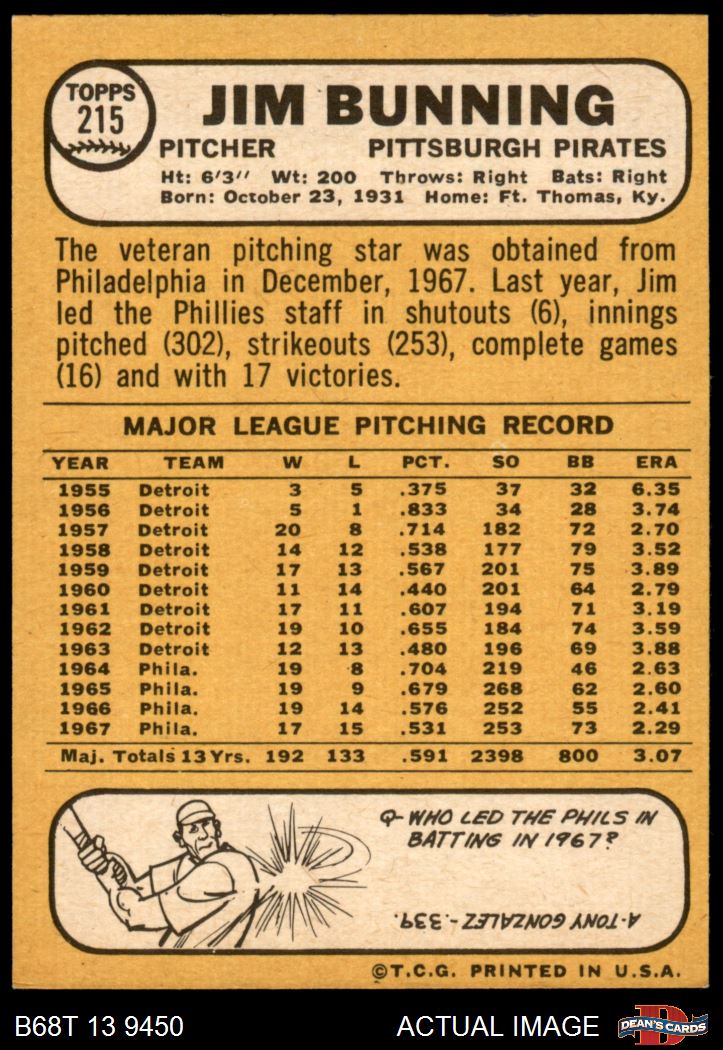 TOPPS
215
JIM BUNNING
PITCHER PITTSBURGH PIRATES
Ht: 6'3'' Wt: 200 Throws: Right Bats: Right
Born: October 23, 1931 Home: Ft. Thomas, Ky.
The veteran pitching star was obtained from
Philadelphia in December, 1967. Last year, Jim
led the Phillies staff in shutouts (6), innings
pitched (302), strikeouts (253), complete games
(16) and with 17 victories.
MAJOR LEAGUE PITCHING RECORD
YEAR TEAM W L PCT. SO BB ERA
1955 Detroit 3 5 .375 37 32 6.35
1956 Detroit 5 1 .833 34 28 3.74
1957 Detroit 20 8 .714 182 72 2.70
1958 Detroit 14 12 .538 177 79 3.52
1959 Detroit 17 13 .567 201 75 3.89
1960 Detroit 11 14 .440 201 64 2.79
1961 Detroit 17 11 .607 194 71 3.19
1962 Detroit 19 10 .655 184 74 3.59
1963 Detroit 12 13 .480 196 69 3.88
1964 Phila. 19 8 .704 219 46 2.63
1965 Phila. 19 9 .679 268 62 2.60
1966 Phila. 19 14 .576 252 55 2.41
1967 Phila. 17 15 .531 253 73 2.29
Maj. Totals 13 Yrs. 192 133 .591 2398 800 3.07
Q-WHO LED THE PHILS IN
BATTING IN 1967?
A-TONY GONZALEZ-.339.
©T.C.G. PRINTED IN U.S.A.
B68T 13 9450 ACTUAL IMAGE
D
DEAN'S CARDS